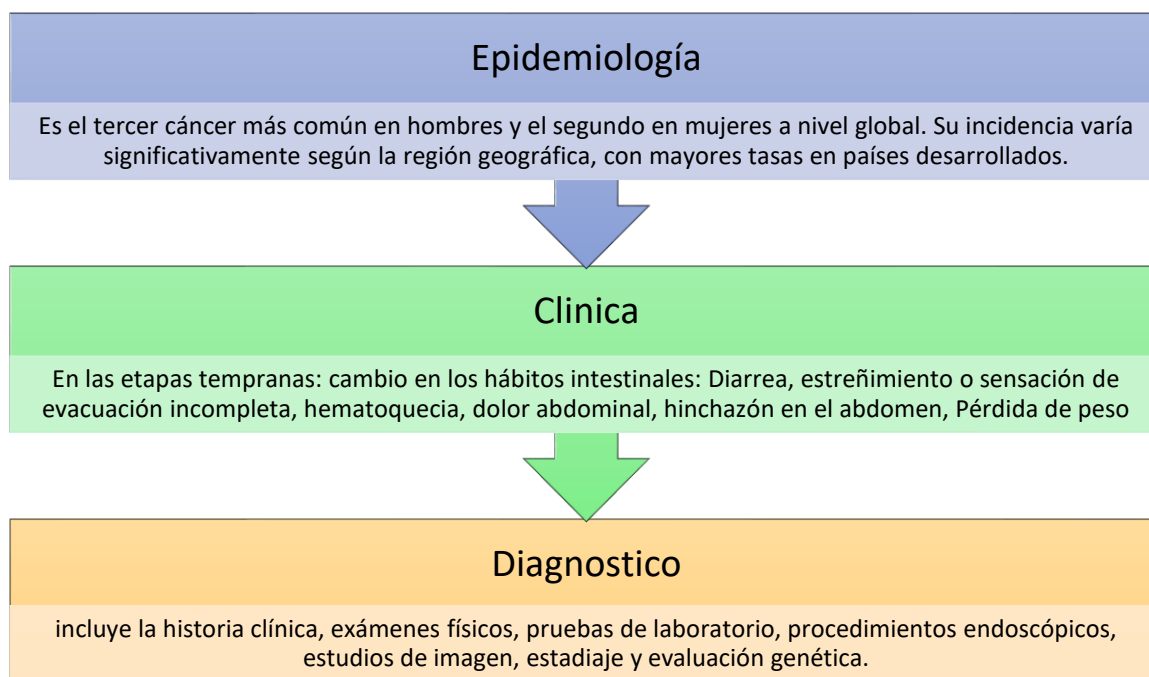 Epidemiología
Es el tercer cáncer más común en hombres y el segundo en mujeres a nivel global. Su incidencia varía
significativamente según la región geográfica, con mayores tasas en países desarrollados.
Clinica
En las etapas tempranas: cambio en los hábitos intestinales: Diarrea, estreñimiento o sensación de
evacuación incompleta, hematoquecia, dolor abdominal, hinchazón en el abdomen, Pérdida de peso
Diagnostico
incluye la historia clínica, exámenes físicos, pruebas de laboratorio, procedimientos endoscópicos,
estudios de imagen, estadiaje y evaluación genética.